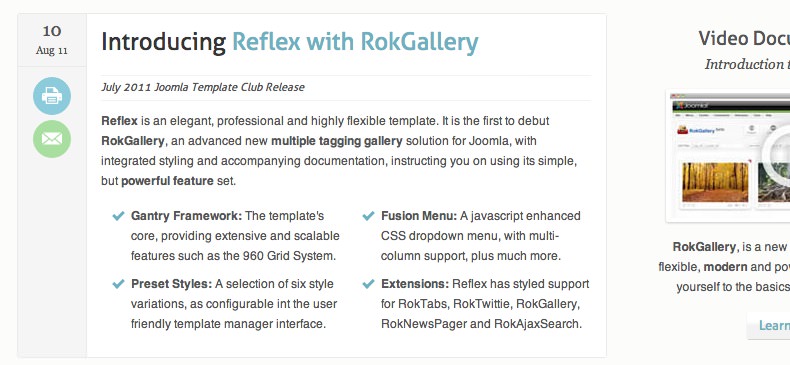 10
Aug 11
Introducing Reflex with RokGallery
July 2011 Joomla Template Club Release
Reflex is an elegant, professional and highly flexible template. It is the first to debut
RokGallery, an advanced new multiple tagging gallery solution for Joomla, with
integrated styling and accompanying documentation, instructing you on using its simple,
but powerful feature set.
Gantry Framework: The template's
core, providing extensive and scalable
features such as the 960 Grid System.
Preset Styles: A selection of six style
variations, as configurable int the user
friendly template manager interface.
Fusion Menu: A javascript enhanced
CSS dropdown menu, with multi-
column support, plus much more.
Extensions: Reflex has styled support
for RokTabs, RokTwittie, RokGallery,
RokNewsPager and RokAjaxSearch.
Video Docu
Introduction t
Joomla!
RokGallery
RokGallery, is a new
flexible, modern and pow
yourself to the basics
Learn